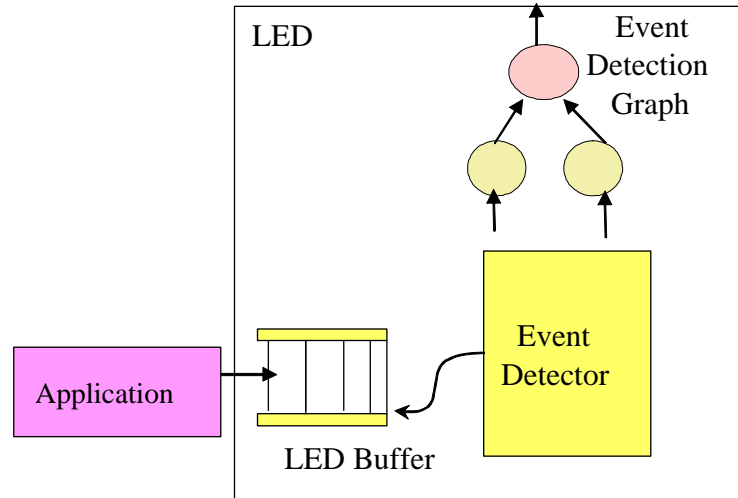 LED
Event
Detection
Graph
Application
LED Buffer
Event
Detector